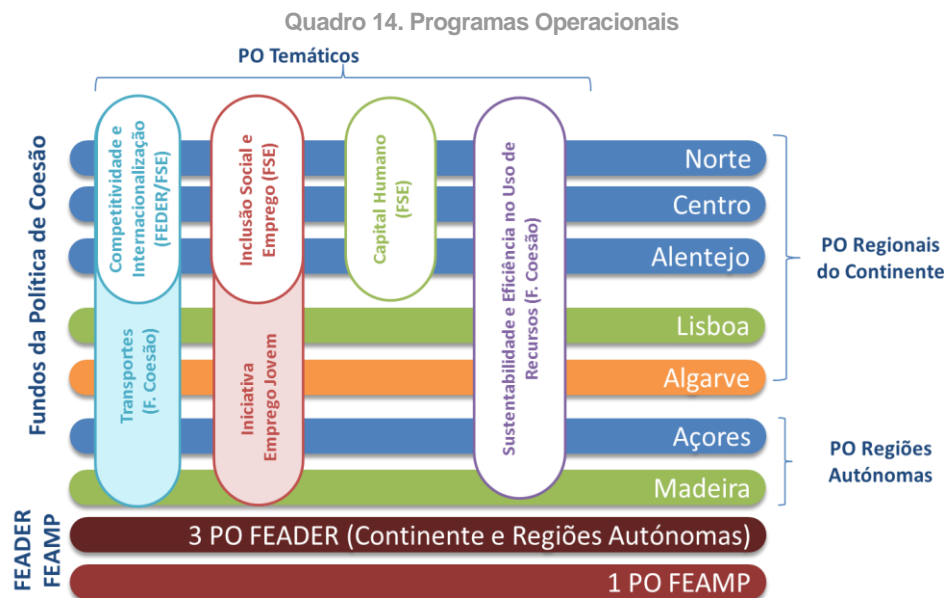 Quadro 14. Programas Operacionais
PO Temáticos
Fundos da Política de Coesão
Competitividade e
Internacionalização
(FEDER/FSE)
Transportes
(F. Coesão)
Inclusão Social e
Emprego (FSE)
Iniciativa
Emprego Jovem
Capital Humano
(FSE)
Sustentabilidade e Eficiência no Uso de
Recursos (F. Coesão)
Norte
Centro
Alentejo
Lisboa
Algarve
Açores
Madeira
PO Regionais
do Continente
PO Regiões
Autónomas
FEADER
FEAMP
3 PO FEADER (Continente e Regiões Autónomas)
1 PO FEAMP